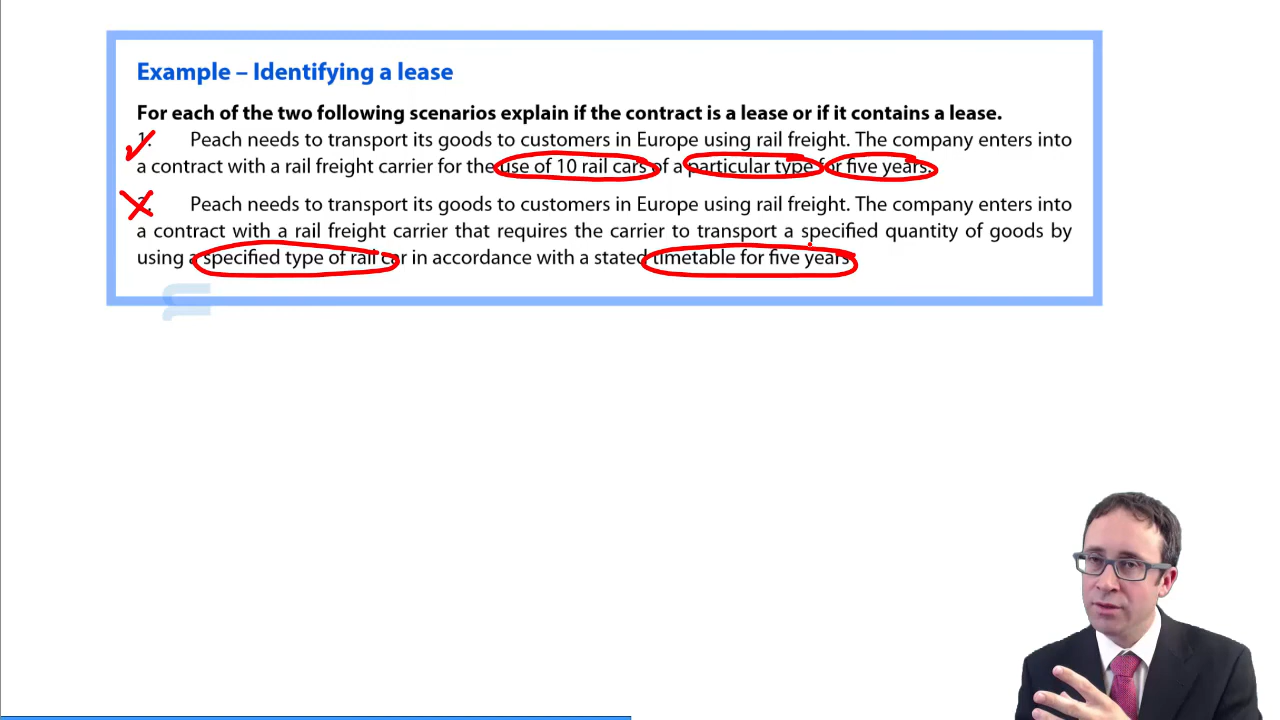 Example – Identifying a lease
For each of the two following scenarios explain if the contract is a lease or if it contains a lease.
1. Peach needs to transport its goods to customers in Europe using rail freight. The company enters into
a contract with a rail freight carrier for the use of 10 rail cars of a particular type for five years.
2. Peach needs to transport its goods to customers in Europe using rail freight. The company enters into
a contract with a rail freight carrier that requires the carrier to transport a specified quantity of goods by
using a specified type of rail car in accordance with a stated timetable for five years.